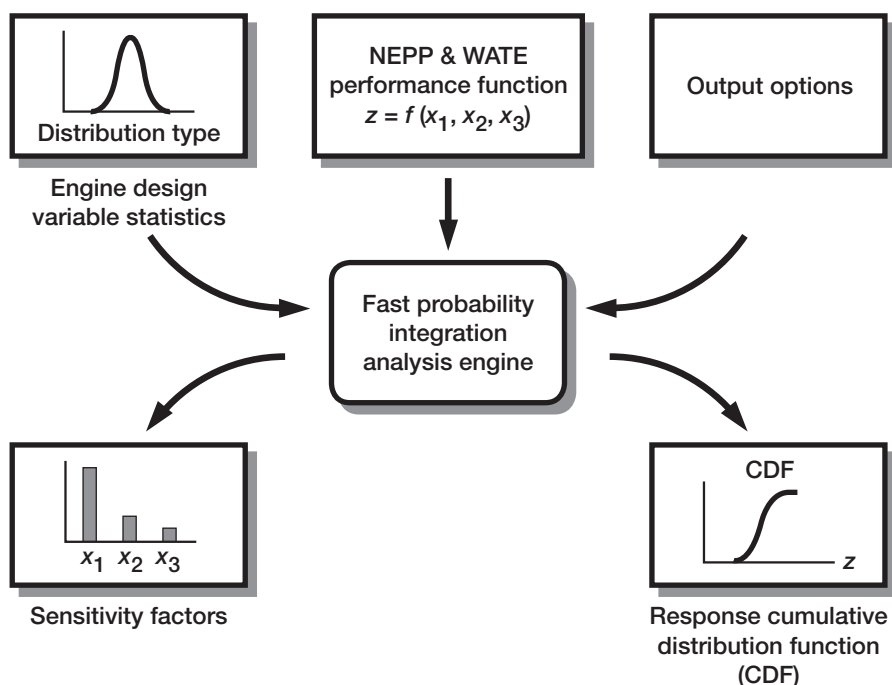 Distribution type
Engine design
variable statistics
NEPP & WATE
performance function
z = f (x₁, x₂, x₃)
Output options
Fast probability
integration
analysis engine
x₁ x₂ x₃
Sensitivity factors
CDF
z
Response cumulative
distribution function
(CDF)